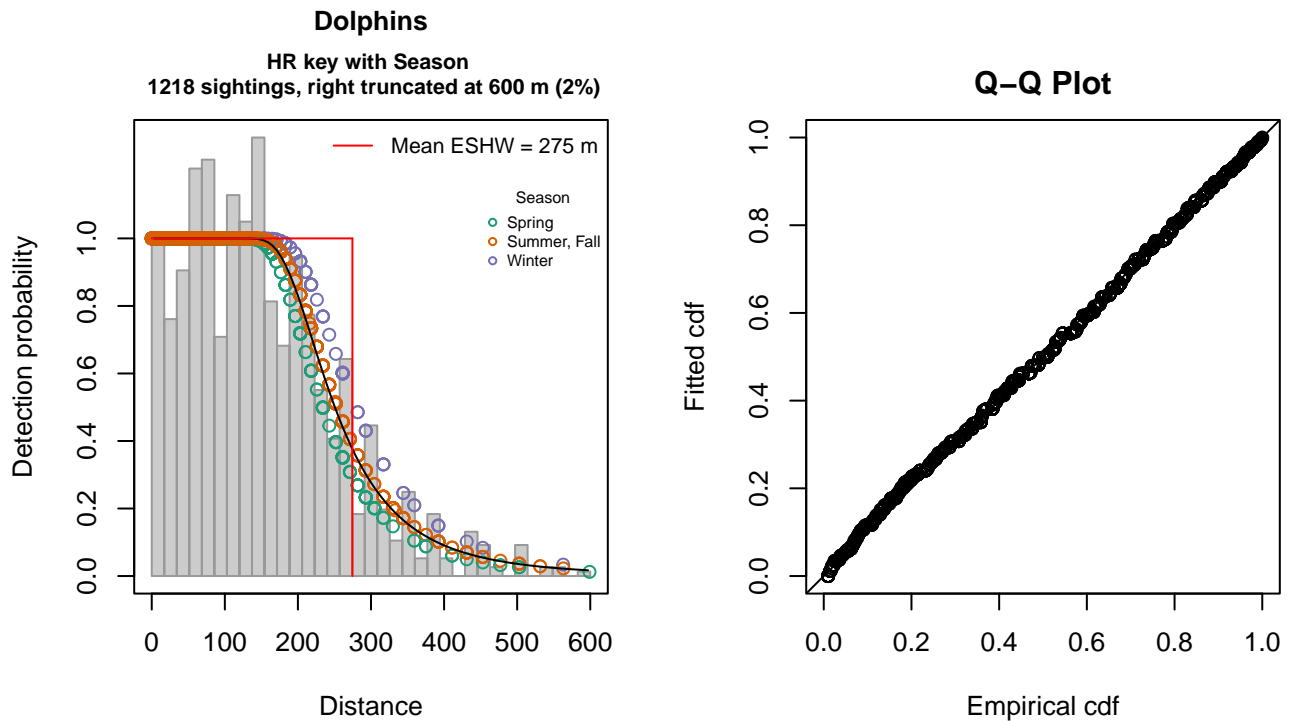 Dolphins
HR key with Season
1218 sightings, right truncated at 600 m (2%)
Mean ESHW = 275 m
Season
Spring
Summer, Fall
Winter
Detection probability
0.0 0.2 0.4 0.6 0.8 1.0
0 100 200 300 400 500 600
Distance
Q−Q Plot
Fitted cdf
0.0 0.2 0.4 0.6 0.8 1.0
0.0 0.2 0.4 0.6 0.8 1.0
Empirical cdf